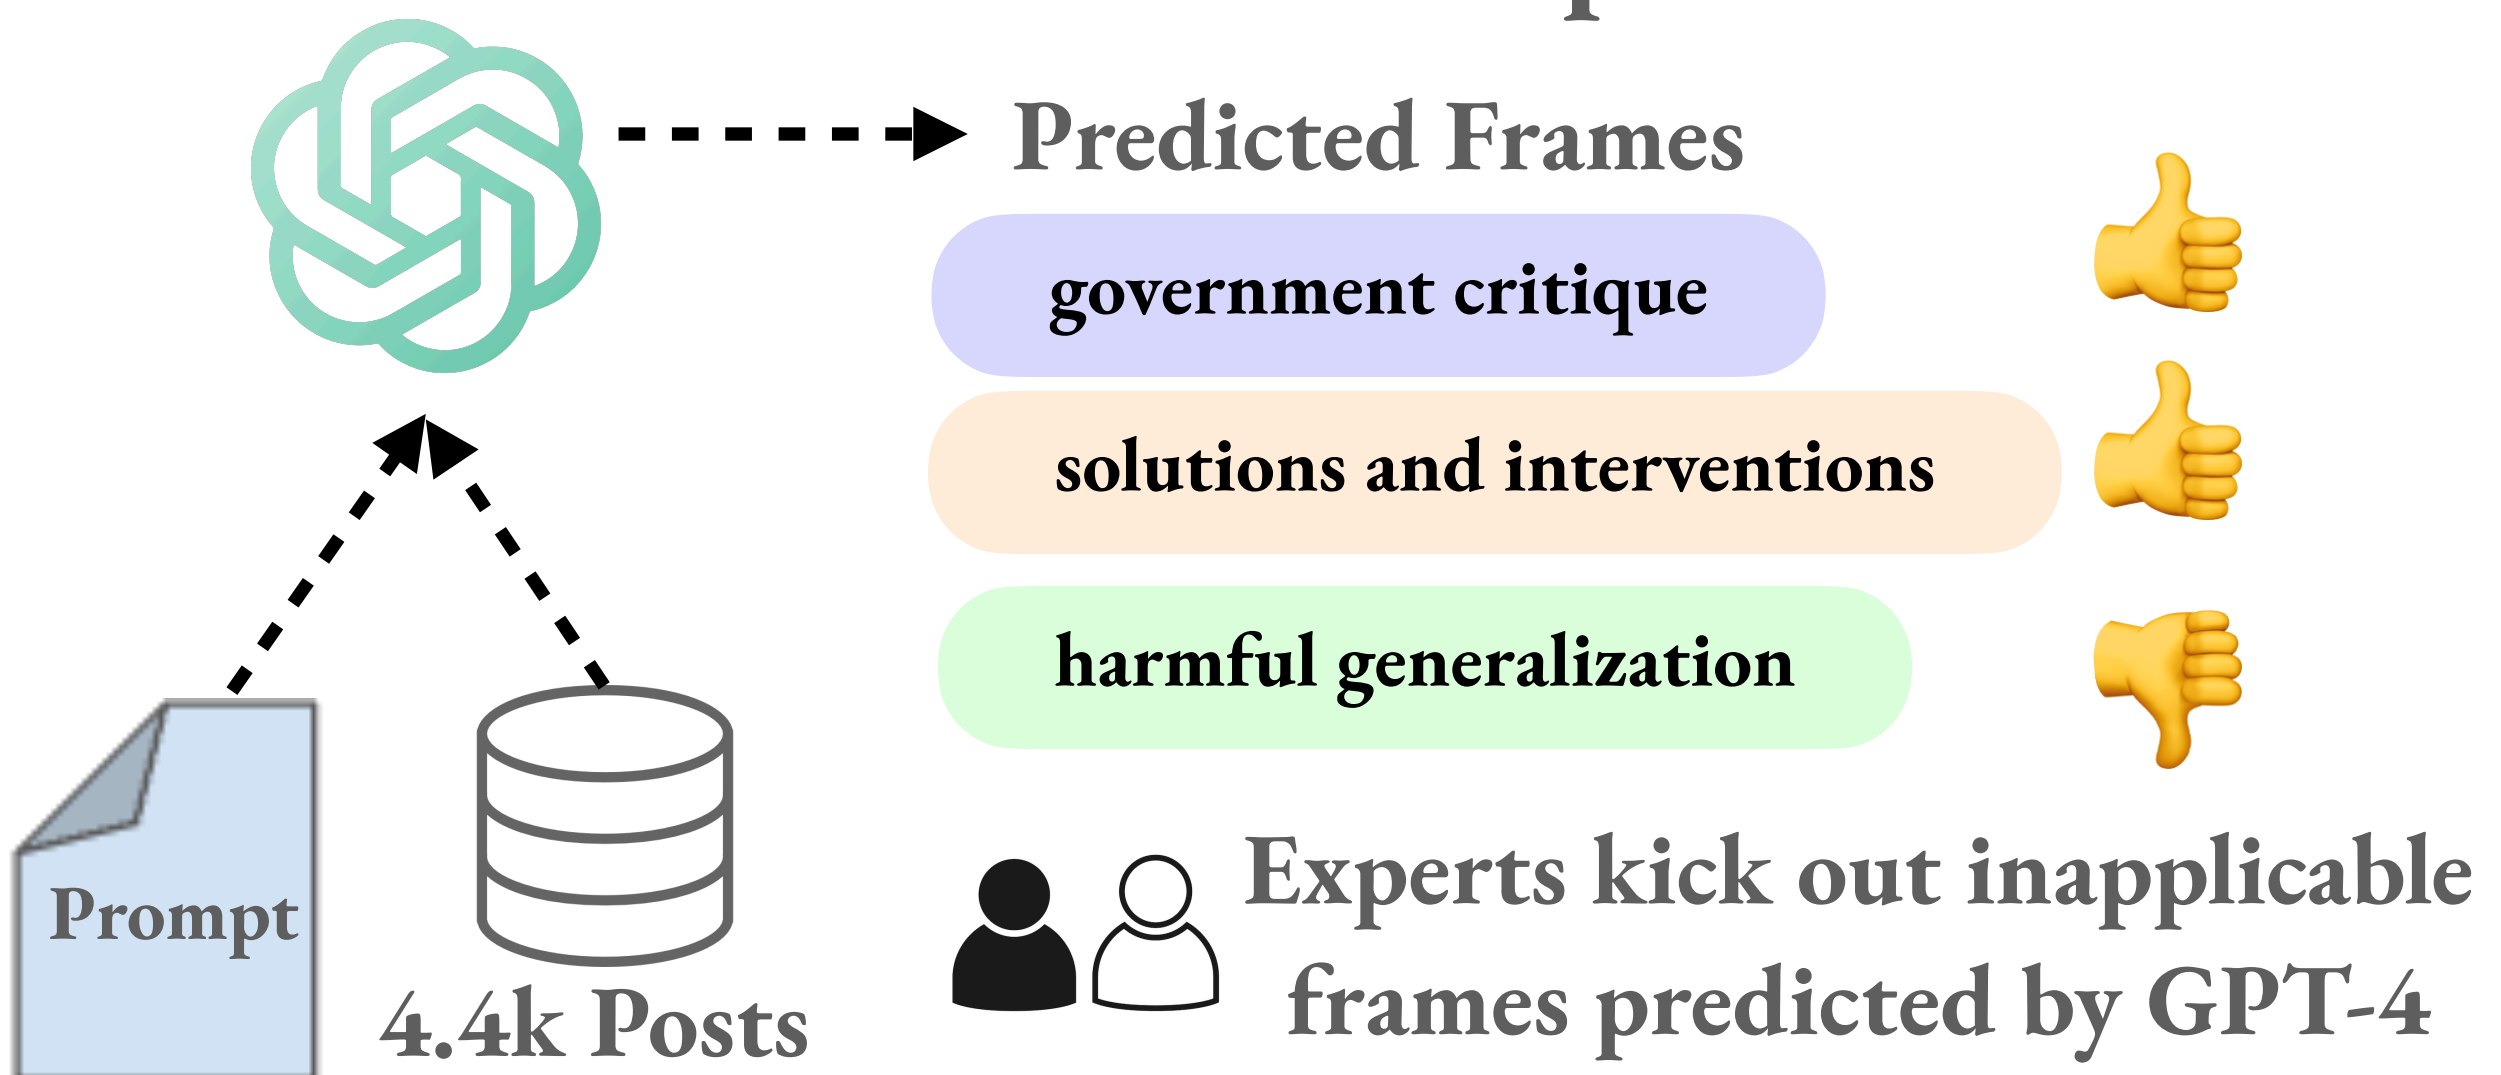 Predicted Frames
government critique
solutions and interventions
harmful generalization
Prompt
4.4k Posts
Experts kick out inapplicable
frames predicted by GPT-4